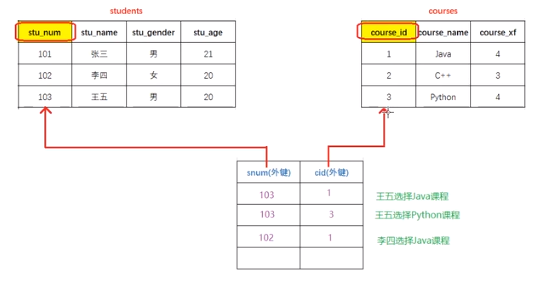 students
stu_num stu_name stu_gender stu_age
101 张三 男 21
102 李四 女 20
103 王五 男 20
courses
course_id course_name course_xf
1 Java 4
2 C++ 3
3 Python 4
snum(外键) cid(外键)
103 1 王五选择Java课程
103 3 王五选择Python课程
102 1 李四选择Java课程